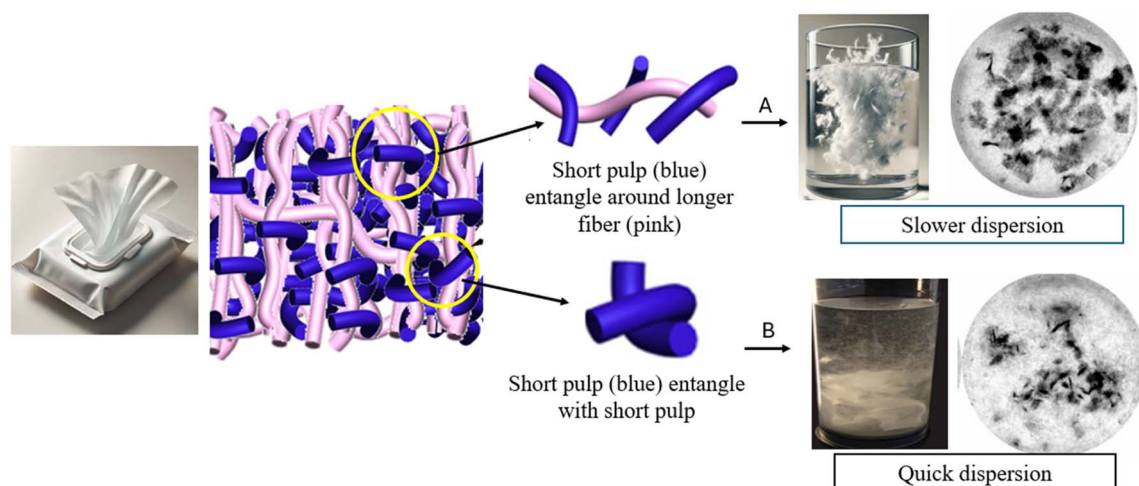 A
Short pulp (blue)
entangle around longer
fiber (pink)
Slower dispersion
B
Short pulp (blue) entangle
with short pulp
Quick dispersion